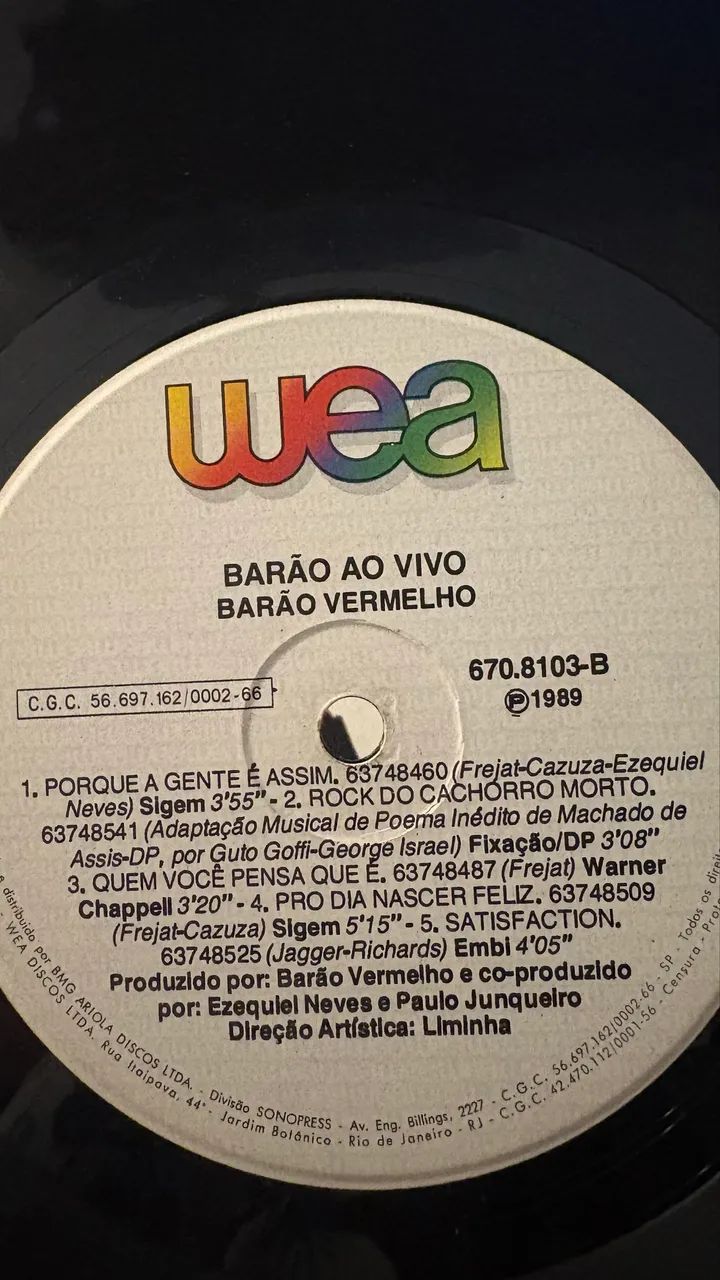 wea
BARÃO AO VIVO
BARÃO VERMELHO
670.8103-B
Ⓟ1989
C.G.C. 56.697.162/0002-66
1. PORQUE A GENTE É ASSIM. 63748460 (Frejat-Cazuza-Ezequiel
Neves) Sigem 3'55" - 2. ROCK DO CACHORRO MORTO.
63748541 (Adaptação Musical de Poema Inédito de Machado de
Assis-DP, por Guto Goffi-George Israel) Fixação/DP 3'08"
3. QUEM VOCÊ PENSA QUE É. 63748487 (Frejat) Warner
Chappell 3'20" - 4. PRO DIA NASCER FELIZ. 63748509
(Frejat-Cazuza) Sigem 5'15" - 5. SATISFACTION.
63748525 (Jagger-Richards) Embi 4'05"
Produzido por: Barão Vermelho e co-produzido
por: Ezequiel Neves e Paulo Junqueiro
Direção Artística: Liminha
e distribuído por BMG ARIOLA DISCOS LTDA. - Divisão SONOPRESS - Av. Eng. Billings, 2227 - C.G.C. 56.697.162/0002-66 - SP - Todos os
WEA DISCOS LTDA. Rua Itaipava, 44 - Jardim Botânico - Rio de Janeiro - RJ - C.G.C. 42.470.112/0001-56 - Censura -